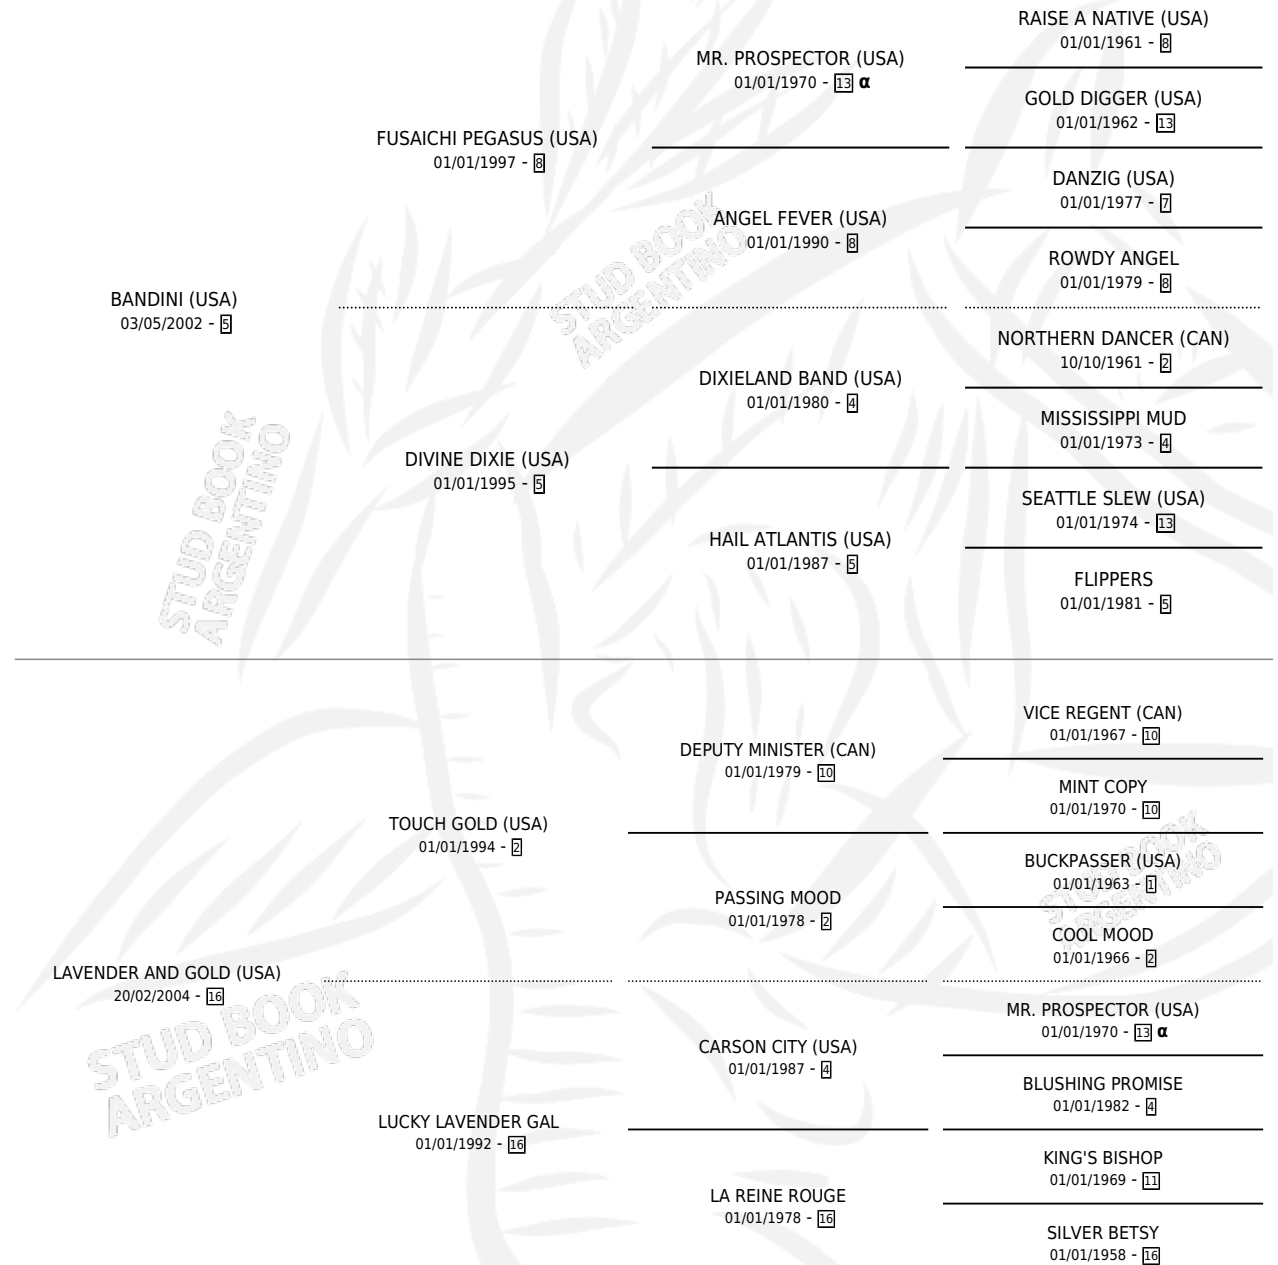 RAISE A NATIVE (USA)
01/01/1961 - 8
MR. PROSPECTOR (USA)
01/01/1970 - 13 α
GOLD DIGGER (USA)
01/01/1962 - 13
FUSAICHI PEGASUS (USA)
01/01/1997 - 8
DANZIG (USA)
01/01/1977 - 7
ANGEL FEVER (USA)
01/01/1990 - 8
ROWDY ANGEL
01/01/1979 - 8
STUD BOOK
ARGENTINO
BANDINI (USA)
03/05/2002 - 5
NORTHERN DANCER (CAN)
10/10/1961 - 2
DIXIELAND BAND (USA)
01/01/1980 - 4
MISSISSIPPI MUD
01/01/1973 - 4
DIVINE DIXIE (USA)
01/01/1995 - 5
SEATTLE SLEW (USA)
01/01/1974 - 13
HAIL ATLANTIS (USA)
01/01/1987 - 5
FLIPPERS
01/01/1981 - 5
STUD BOOK
ARGENTINO
VICE REGENT (CAN)
01/01/1967 - 10
DEPUTY MINISTER (CAN)
01/01/1979 - 10
MINT COPY
01/01/1970 - 10
TOUCH GOLD (USA)
01/01/1994 - 2
BUCKPASSER (USA)
01/01/1963 - 1
PASSING MOOD
01/01/1978 - 2
COOL MOOD
01/01/1966 - 2
STUD BOOK
ARGENTINO
LAVENDER AND GOLD (USA)
20/02/2004 - 16
MR. PROSPECTOR (USA)
01/01/1970 - 13 α
CARSON CITY (USA)
01/01/1987 - 4
BLUSHING PROMISE
01/01/1982 - 4
LUCKY LAVENDER GAL
01/01/1992 - 16
KING'S BISHOP
01/01/1969 - 11
LA REINE ROUGE
01/01/1978 - 16
SILVER BETSY
01/01/1958 - 16
STUD BOOK
ARGENTINO